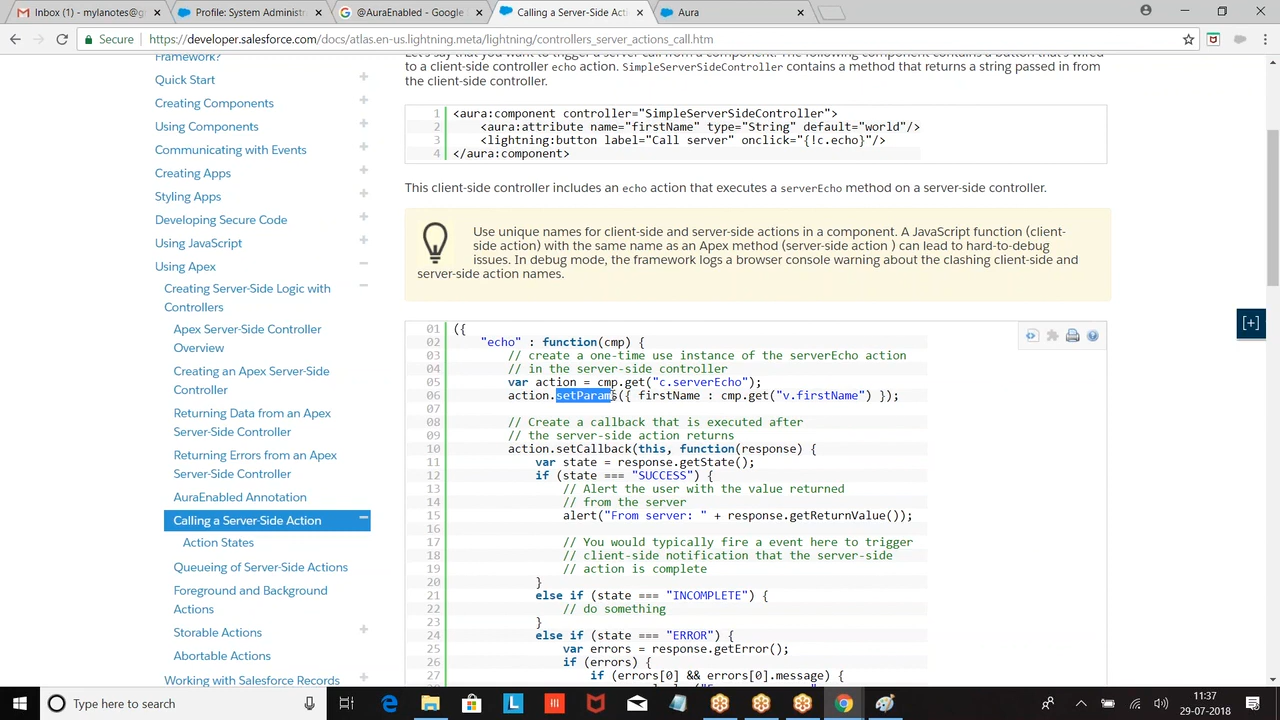 Inbox (0) - mylanotes@g
Profile: System Administr
@AuraEnabled - Google
Calling a Server-Side Acti
Aura
Secure
https://developer.salesforce.com/docs/atlas.en-us.lightning.meta/lightning/controllers_server_actions_call.htm
Framework?
Quick Start
Creating Components
Using Components
Communicating with Events
Creating Apps
Styling Apps
Developing Secure Code
Using JavaScript
Using Apex
Creating Server-Side Logic with
Controllers
Apex Server-Side Controller
Overview
Creating an Apex Server-Side
Controller
Returning Data from an Apex
Server-Side Controller
Returning Errors from an Apex
Server-Side Controller
AuraEnabled Annotation
Calling a Server-Side Action
Action States
Queueing of Server-Side Actions
Foreground and Background
Actions
Storable Actions
Abortable Actions
Working with Salesforce Records
to a client-side controller echo action. SimpleServerSideController contains a method that returns a string passed in from
the client-side controller.
1 <aura:component controller="SimpleServerSideController">
2 <aura:attribute name="firstName" type="String" default="world"/>
3 <lightning:button label="Call server" onclick="{!c.echo}"/>
4 </aura:component>
This client-side controller includes an echo action that executes a serverEcho method on a server-side controller.
Use unique names for client-side and server-side actions in a component. A JavaScript function (client-
side action) with the same name as an Apex method (server-side action ) can lead to hard-to-debug
issues. In debug mode, the framework logs a browser console warning about the clashing client-side and
server-side action names.
01 ({
02 "echo" : function(cmp) {
03 // create a one-time use instance of the serverEcho action
04 // in the server-side controller
05 var action = cmp.get("c.serverEcho");
06 action.setParams({ firstName : cmp.get("v.firstName") });
07
08 // Create a callback that is executed after
09 // the server-side action returns
10 action.setCallback(this, function(response) {
11 var state = response.getState();
12 if (state === "SUCCESS") {
13 // Alert the user with the value returned
14 // from the server
15 alert("From server: " + response.getReturnValue());
16
17 // You would typically fire a event here to trigger
18 // client-side notification that the server-side
19 // action is complete
20 }
21 else if (state === "INCOMPLETE") {
22 // do something
23 }
24 else if (state === "ERROR") {
25 var errors = response.getError();
26 if (errors) {
27 if (errors[0] && errors[0].message) {
[+]
Type here to search
11:37
29-07-2018